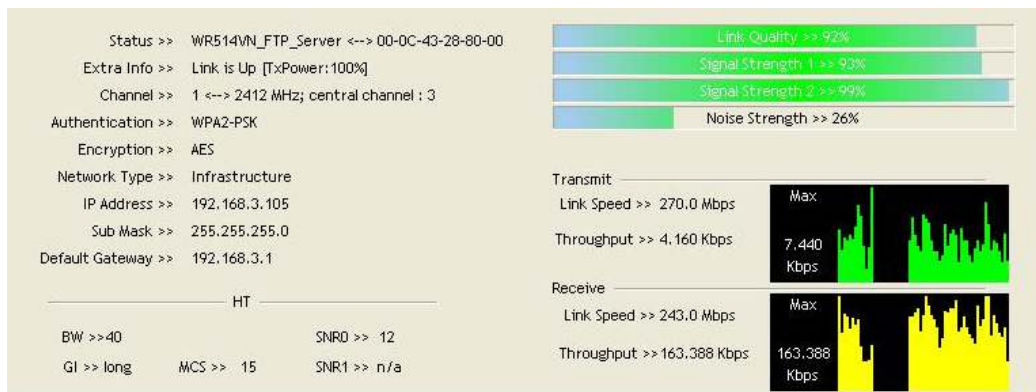 Status >> WR514VN_FTP_Server <--> 00-0C-43-28-80-00
Extra Info >> Link is Up [TxPower:100%]
Channel >> 1 <--> 2412 MHz; central channel : 3
Authentication >> WPA2-PSK
Encryption >> AES
Network Type >> Infrastructure
IP Address >> 192.168.3.105
Sub Mask >> 255.255.255.0
Default Gateway >> 192.168.3.1
HT
BW >>40 SNR0 >> 12
GI >> long MCS >> 15 SNR1 >> n/a
Link Quality >> 92%
Signal Strength 1 >> 93%
Signal Strength 2 >> 99%
Noise Strength >> 26%
Transmit
Link Speed >> 270.0 Mbps
Throughput >> 4.160 Kbps
Max
7.440
Kbps
Receive
Link Speed >> 243.0 Mbps
Throughput >> 163.388 Kbps
Max
163.388
Kbps